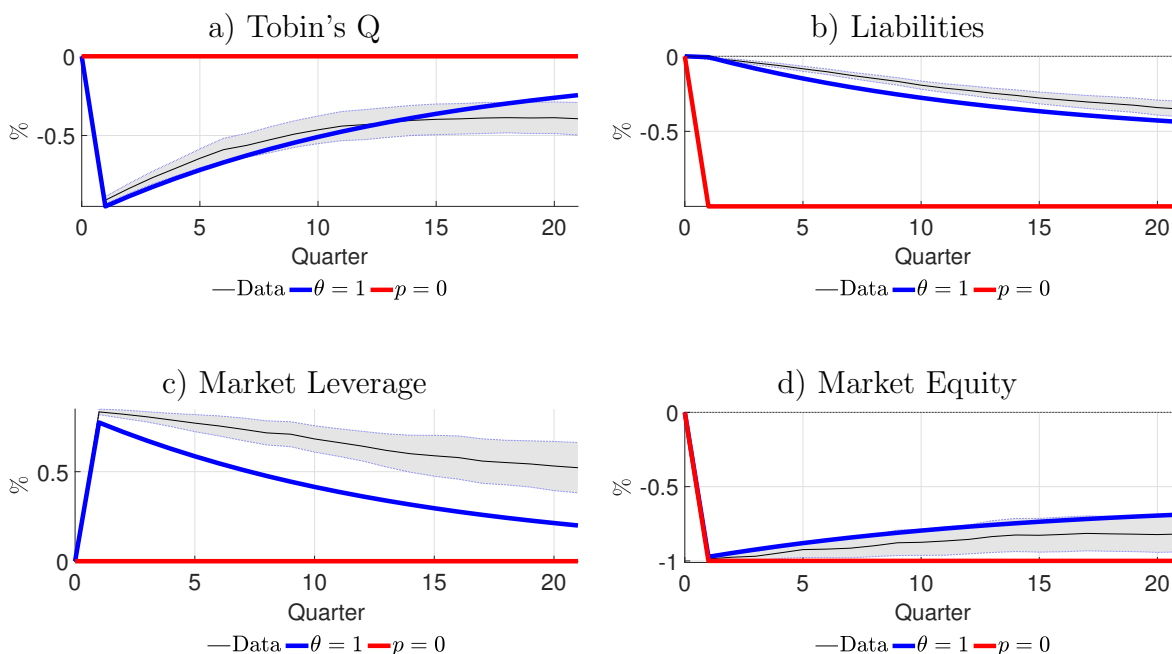 a) Tobin's Q
0
-0.5
%
0 5 10 15 20
Quarter
Data θ = 1 p = 0
b) Liabilities
0
-0.5
%
0 5 10 15 20
Quarter
Data θ = 1 p = 0
c) Market Leverage
0.5
0
%
0 5 10 15 20
Quarter
Data θ = 1 p = 0
d) Market Equity
0
-0.5
-1
%
0 5 10 15 20
Quarter
Data θ = 1 p = 0